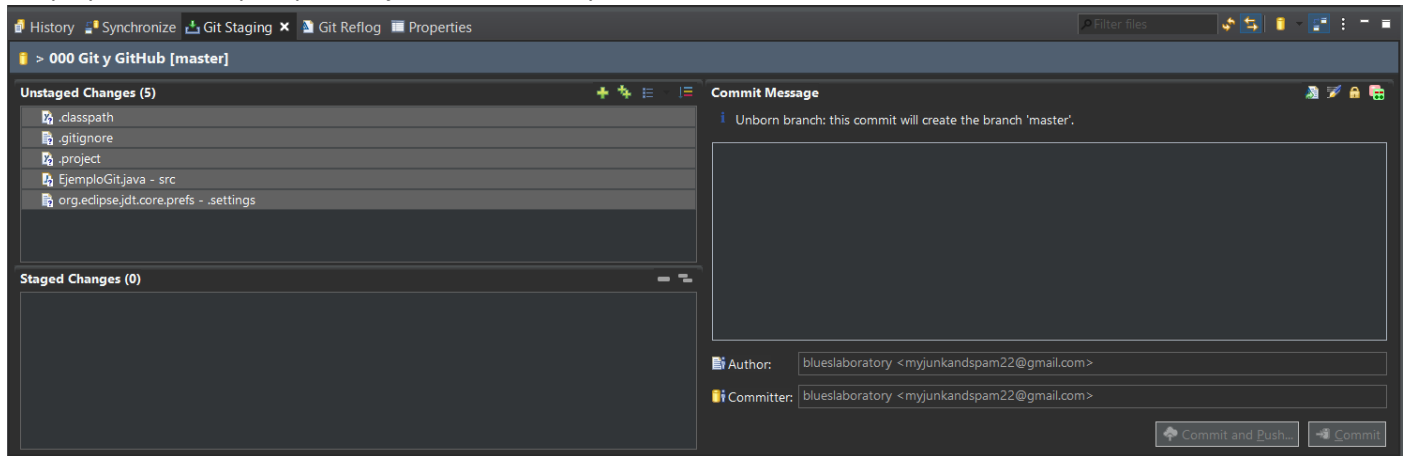 History Synchronize Git Staging Git Reflog Properties Filter files
> 000 Git y GitHub [master]
Unstaged Changes (5)
.classpath
.gitignore
.project
EjemploGit.java - src
org.eclipse.jdt.core.prefs - .settings
Staged Changes (0)
Commit Message
Unborn branch: this commit will create the branch 'master'.
Author: blueslaboratory <myjunkandspam22@gmail.com>
Committer: blueslaboratory <myjunkandspam22@gmail.com>
Commit and Push... Commit